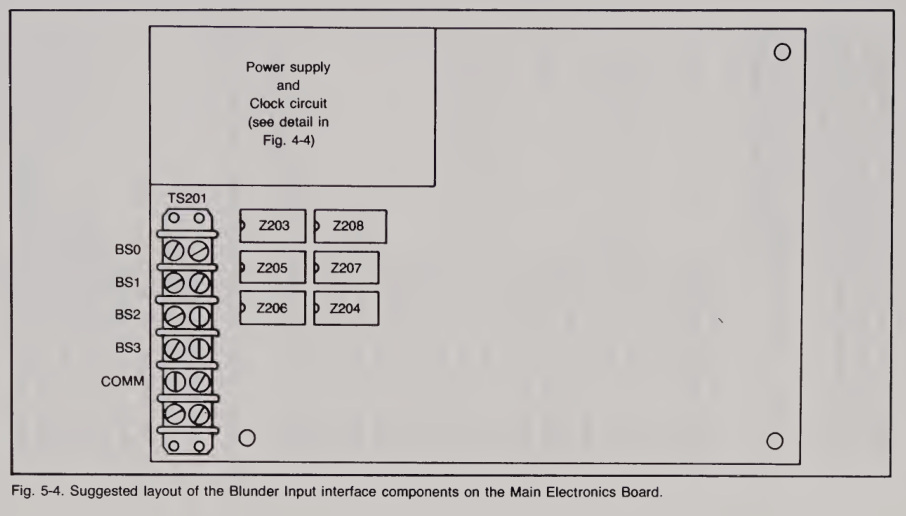 Power supply
and
Clock circuit
(see detail in
Fig. 4-4)
TS201
Z203
Z208
BS0
Z205
Z207
BS1
Z206
Z204
BS2
BS3
COMM
Fig. 5-4. Suggested layout of the Blunder Input interface components on the Main Electronics Board.